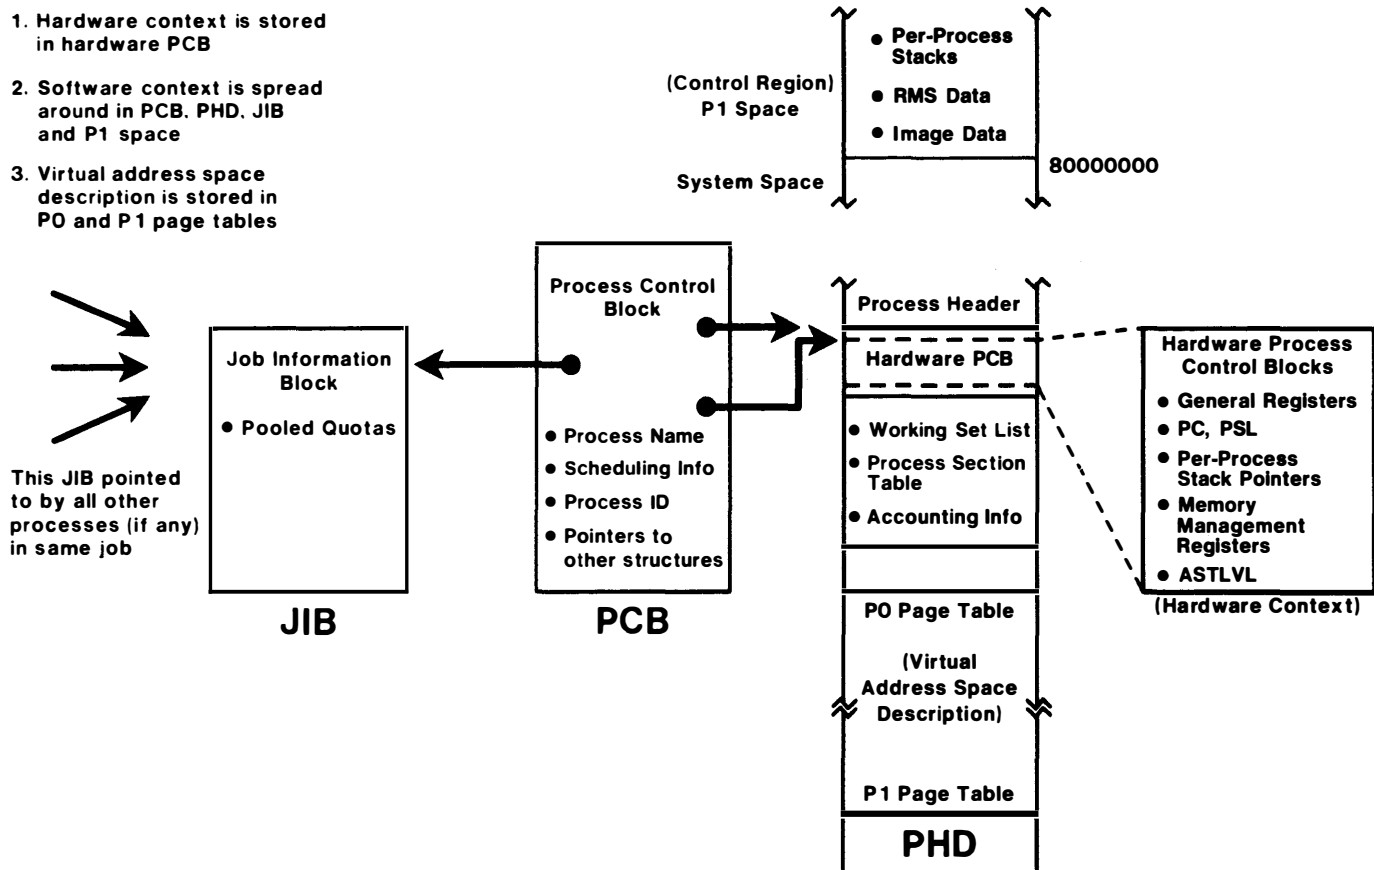 1. Hardware context is stored
in hardware PCB
2. Software context is spread
around in PCB, PHD, JIB
and P1 space
3. Virtual address space
description is stored in
P0 and P1 page tables
(Control Region)
P1 Space
System Space
● Per-Process
Stacks
● RMS Data
● Image Data
80000000
This JIB pointed
to by all other
processes (if any)
in same job
Job Information
Block
● Pooled Quotas
JIB
Process Control
Block
● Process Name
● Scheduling Info
● Process ID
● Pointers to
other structures
PCB
Process Header
Hardware PCB
● Working Set List
● Process Section
Table
● Accounting Info
P0 Page Table
(Virtual
Address Space
Description)
P1 Page Table
PHD
Hardware Process
Control Blocks
● General Registers
● PC, PSL
● Per-Process
Stack Pointers
● Memory
Management
Registers
● ASTLVL
(Hardware Context)